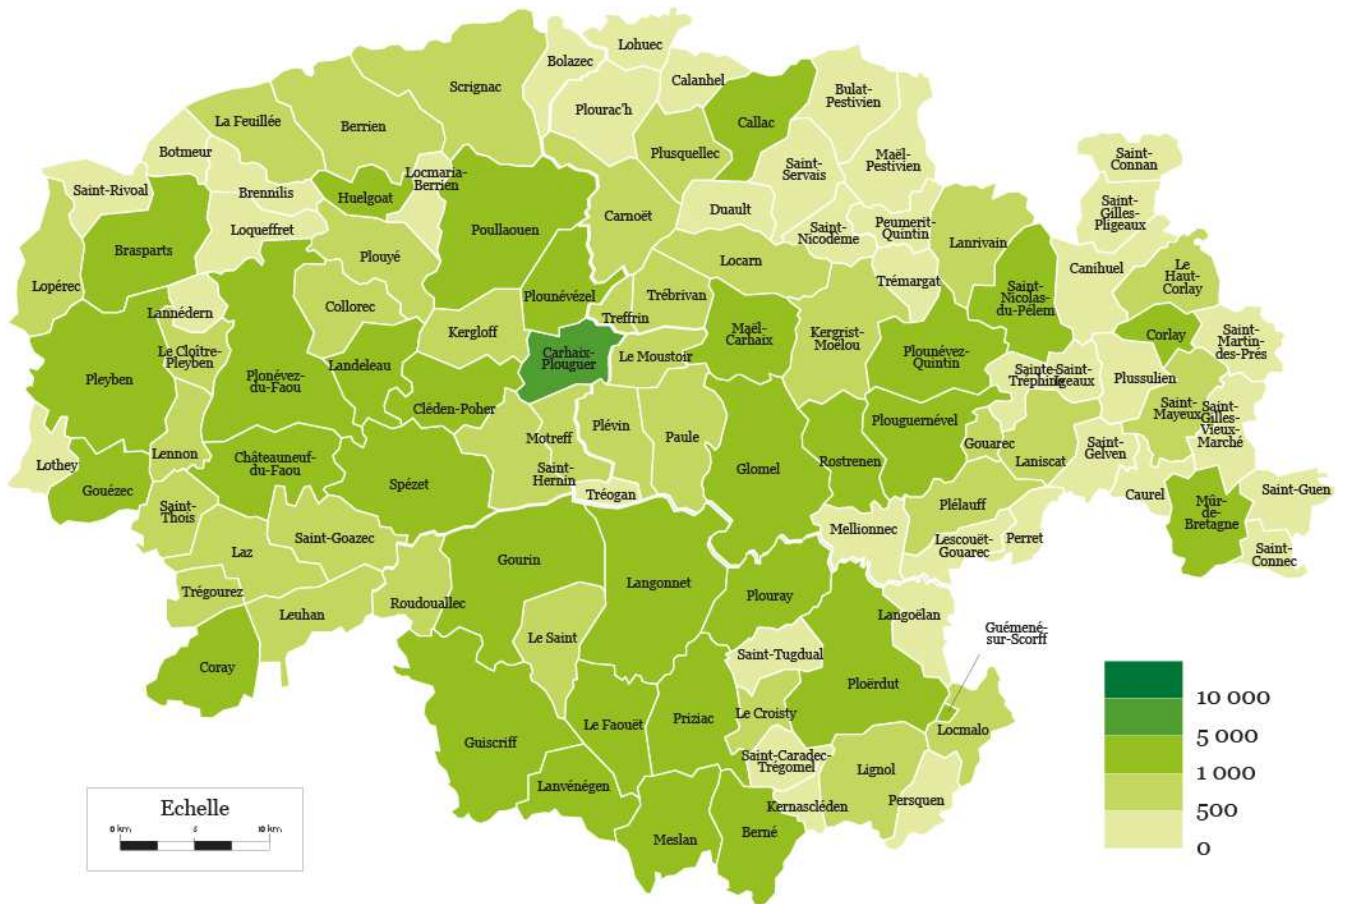 Lohuec
Bolazec
Scrignac
Calanhel
Bulat-
Pestivien
Plourac'h
La Feuillée
Berrien
Callac
Botmeur
Plusquellec
Maël-
Pestivien
Saint-
Connan
Saint-
Servais
Locmaria-
Berrien
Saint-Rivoal
Brennilis
Huelgoat
Saint-
Gilles-
Pligeaux
Carnoët
Duault
Loqueffret
Poullaouen
Saint-
Nicodème
Peumerit-
Quintin
Lanrivain
Brasparts
Plouyé
Locarn
Canihuel
Le
Haut-
Corlay
Lopérec
Trémargat
Plounévézel
Trébrivan
Saint-
Nicolas-
du-Pélem
Lannédern
Collorec
Treffrin
Kergloff
Maël-
Carhaix
Kergrist-
Moëlou
Corlay
Saint-
Martin-
des-Prés
Le Cloître-
Pleyben
Carhaix-
Plouguer
Le Moustoir
Plounévez-
Quintin
Pleyben
Plonévez-
du-Faou
Landeleau
Sainte-
Tréphine
Saint-
Igeaux
Plussulien
Cléden-Poher
Saint-
Mayeux
Saint-
Gilles-
Vieux-
Marché
Plévin
Paule
Plouguernével
Motreff
Gouarec
Saint-
Gelven
Lennon
Châteauneuf-
du-Faou
Laniscat
Lothey
Glomel
Rostrenen
Saint-
Hernin
Gouézec
Spézet
Tréogan
Caurel
Saint-Guen
Saint-
Thois
Plélauff
Mûr-
de-
Bretagne
Mellionnec
Saint-Goazec
Lescouët-
Gouarec
Perret
Laz
Saint-
Connec
Gourin
Langonnet
Trégourez
Plouray
Roudouallec
Leuhan
Langoëlan
Guémené-
sur-Scorff
Le Saint
Saint-Tugdual
Coray
Ploërdut
Le Croisty
Priziac
Le Faouët
Locmalo
Guiscriff
Saint-Caradec-
Trégomel
Lignol
Lanvénégen
Kernascléden
Persquen
Berné
Meslan
10 000
5 000
1 000
500
0
Echelle
0 km
5
10 km